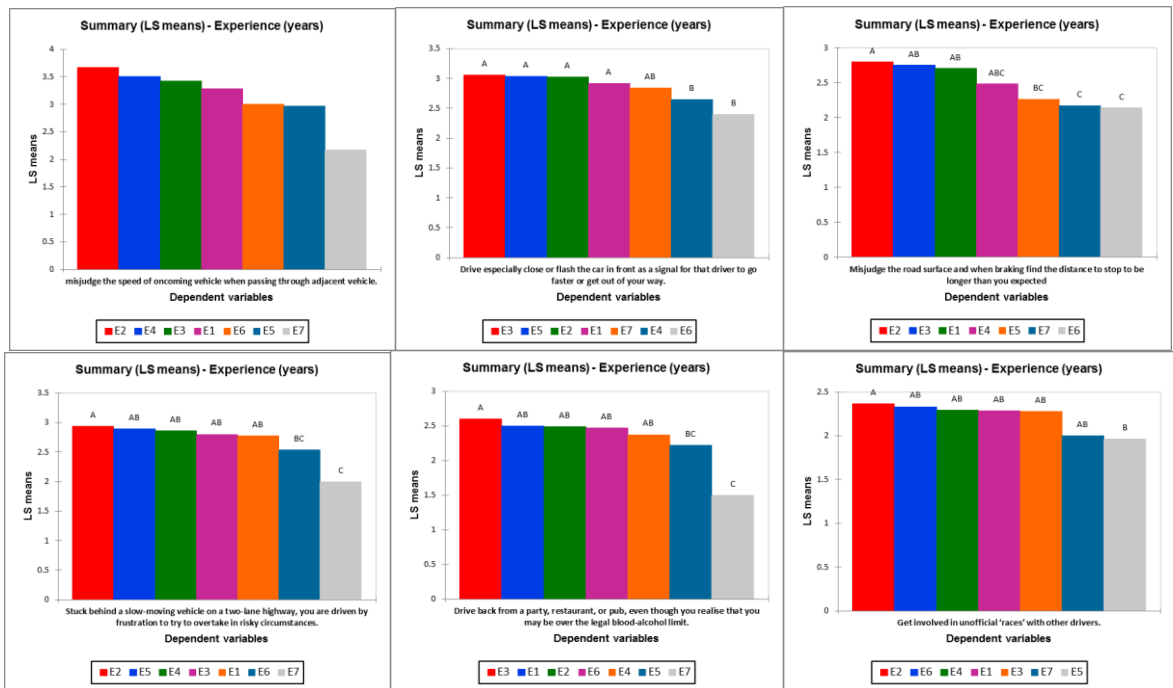 Summary (LS means) - Experience (years)
4
3.5
3
2.5
2
1.5
1
0.5
0
LS means
misjudge the speed of oncoming vehicle when passing through adjacent vehicle.
Dependent variables
E2 E4 E3 E1 E6 E5 E7
Summary (LS means) - Experience (years)
3.5
3
2.5
2
1.5
1
0.5
0
LS means
A A A A AB B B
Drive especially close or flash the car in front as a signal for that driver to go
faster or get out of your way.
Dependent variables
E3 E5 E2 E1 E7 E4 E6
Summary (LS means) - Experience (years)
3
2.5
2
1.5
1
0.5
0
LS means
A AB AB ABC BC C C
Misjudge the road surface and when braking find the distance to stop to be
longer than you expected
Dependent variables
E2 E3 E1 E4 E5 E7 E6
Summary (LS means) - Experience (years)
3.5
3
2.5
2
1.5
1
0.5
0
LS means
A AB AB AB AB BC C
Stuck behind a slow-moving vehicle on a two-lane highway, you are driven by
frustration to try to overtake in risky circumstances.
Dependent variables
E2 E5 E4 E3 E1 E6 E7
Summary (LS means) - Experience (years)
3
2.5
2
1.5
1
0.5
0
LS means
A AB AB AB AB BC C
Drive back from a party, restaurant, or pub, even though you realise that you
may be over the legal blood-alcohol limit.
Dependent variables
E3 E1 E2 E6 E4 E5 E7
Summary (LS means) - Experience (years)
2.5
2
1.5
1
0.5
0
LS means
A AB AB AB AB AB B
Get involved in unofficial 'races' with other drivers.
Dependent variables
E2 E6 E4 E1 E3 E7 E5